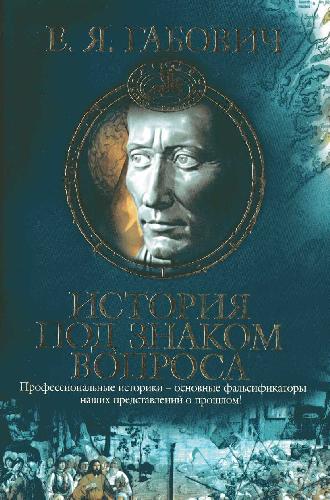 Е. Я. ГАБОВИЧ
ИСТОРИЯ
ПОД ЗНАКОМ
ВОПРОСА
Профессиональные историки – основные фальсификаторы
наших представлений о прошлом!